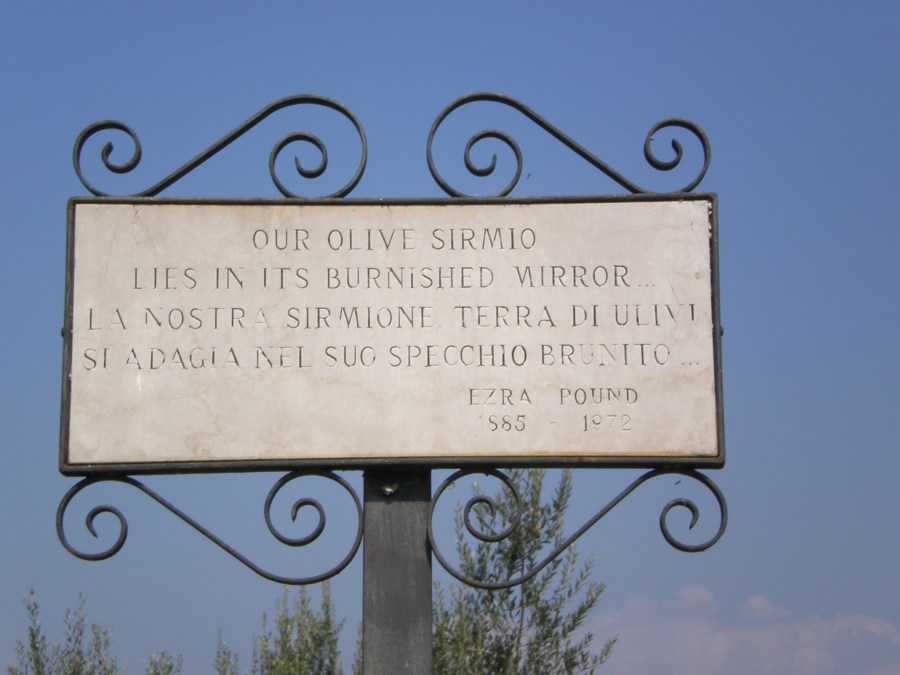 OUR OLIVE SIRMIO
LIES IN ITS BURNiSHED MIRROR...
LA NOSTRA SIRMIONE, TERRA DI ULIVI
SI ADAGIA NEL SUO SPECCHIO BRUNITO ...
EZRA POUND
1885 - 1972